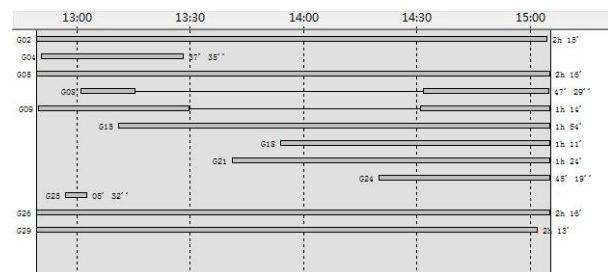 13:00 13:30 14:00 14:30 15:00
G02 2h 15'
G04 37' 35''
G05 2h 16'
G08 47' 29''
G09 1h 14'
G15 1h 54'
G18 1h 11'
G21 1h 24'
G24 45' 19''
G25 05' 32''
G26 2h 16'
G29 2h 13'